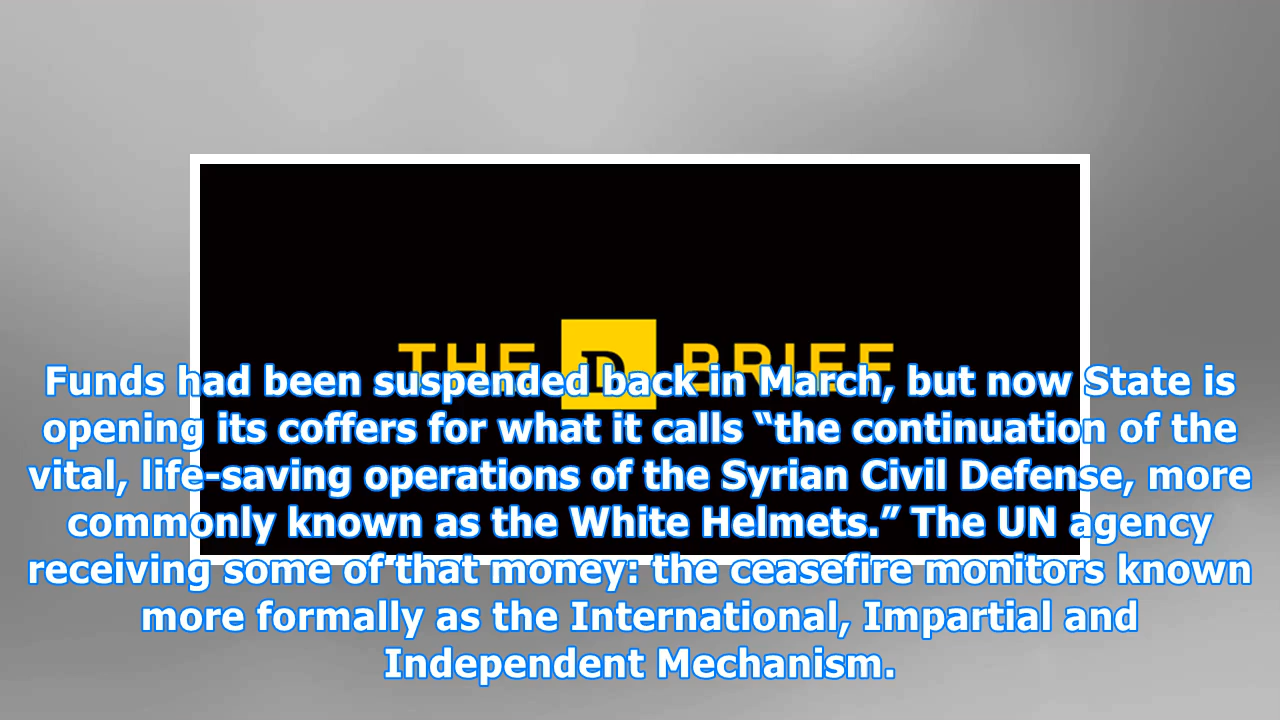 THE D BRIEF
Funds had been suspended back in March, but now State is
opening its coffers for what it calls “the continuation of the
vital, life-saving operations of the Syrian Civil Defense, more
commonly known as the White Helmets.” The UN agency
receiving some of that money: the ceasefire monitors known
more formally as the International, Impartial and
Independent Mechanism.